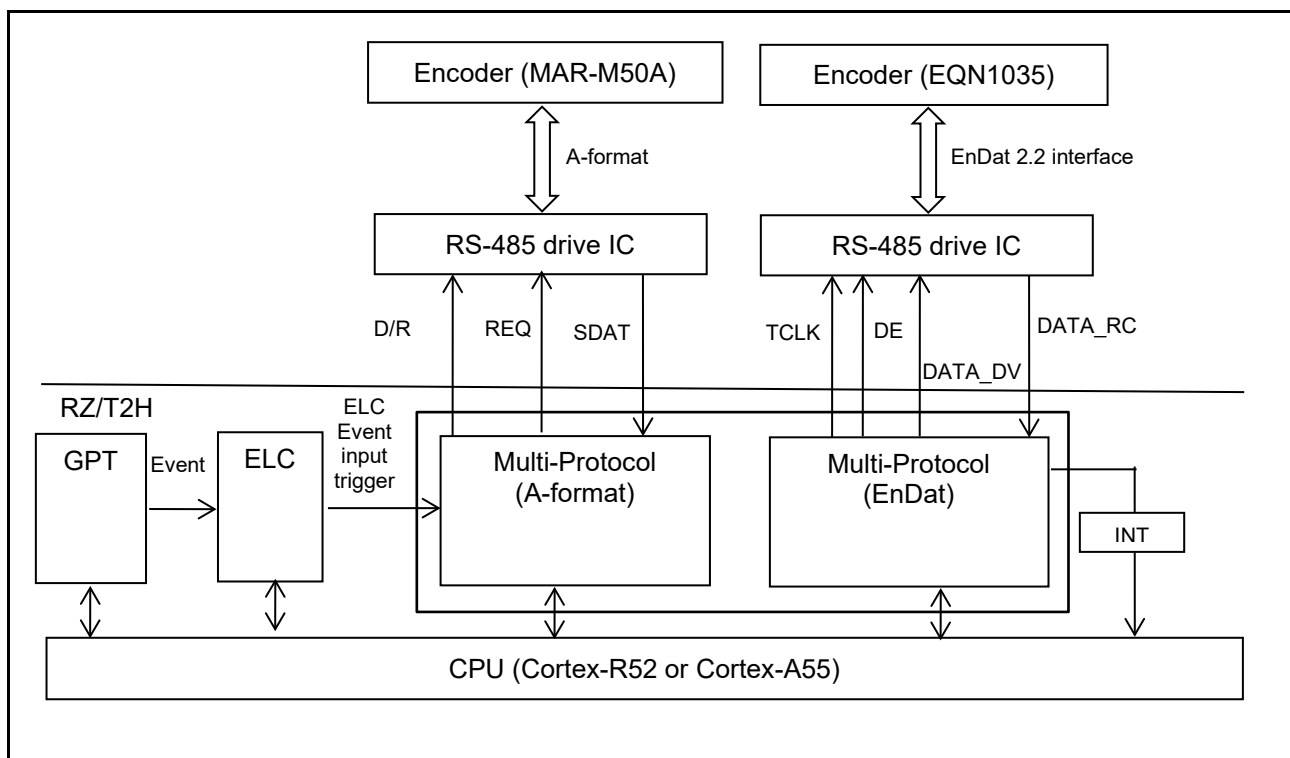 Encoder (MAR-M50A)
Encoder (EQN1035)
A-format
EnDat 2.2 interface
RS-485 drive IC
RS-485 drive IC
D/R
REQ
SDAT
TCLK
DE
DATA_DV
DATA_RC
RZ/T2H
GPT
Event
ELC
ELC
Event
input
trigger
Multi-Protocol
(A-format)
Multi-Protocol
(EnDat)
INT
CPU (Cortex-R52 or Cortex-A55)